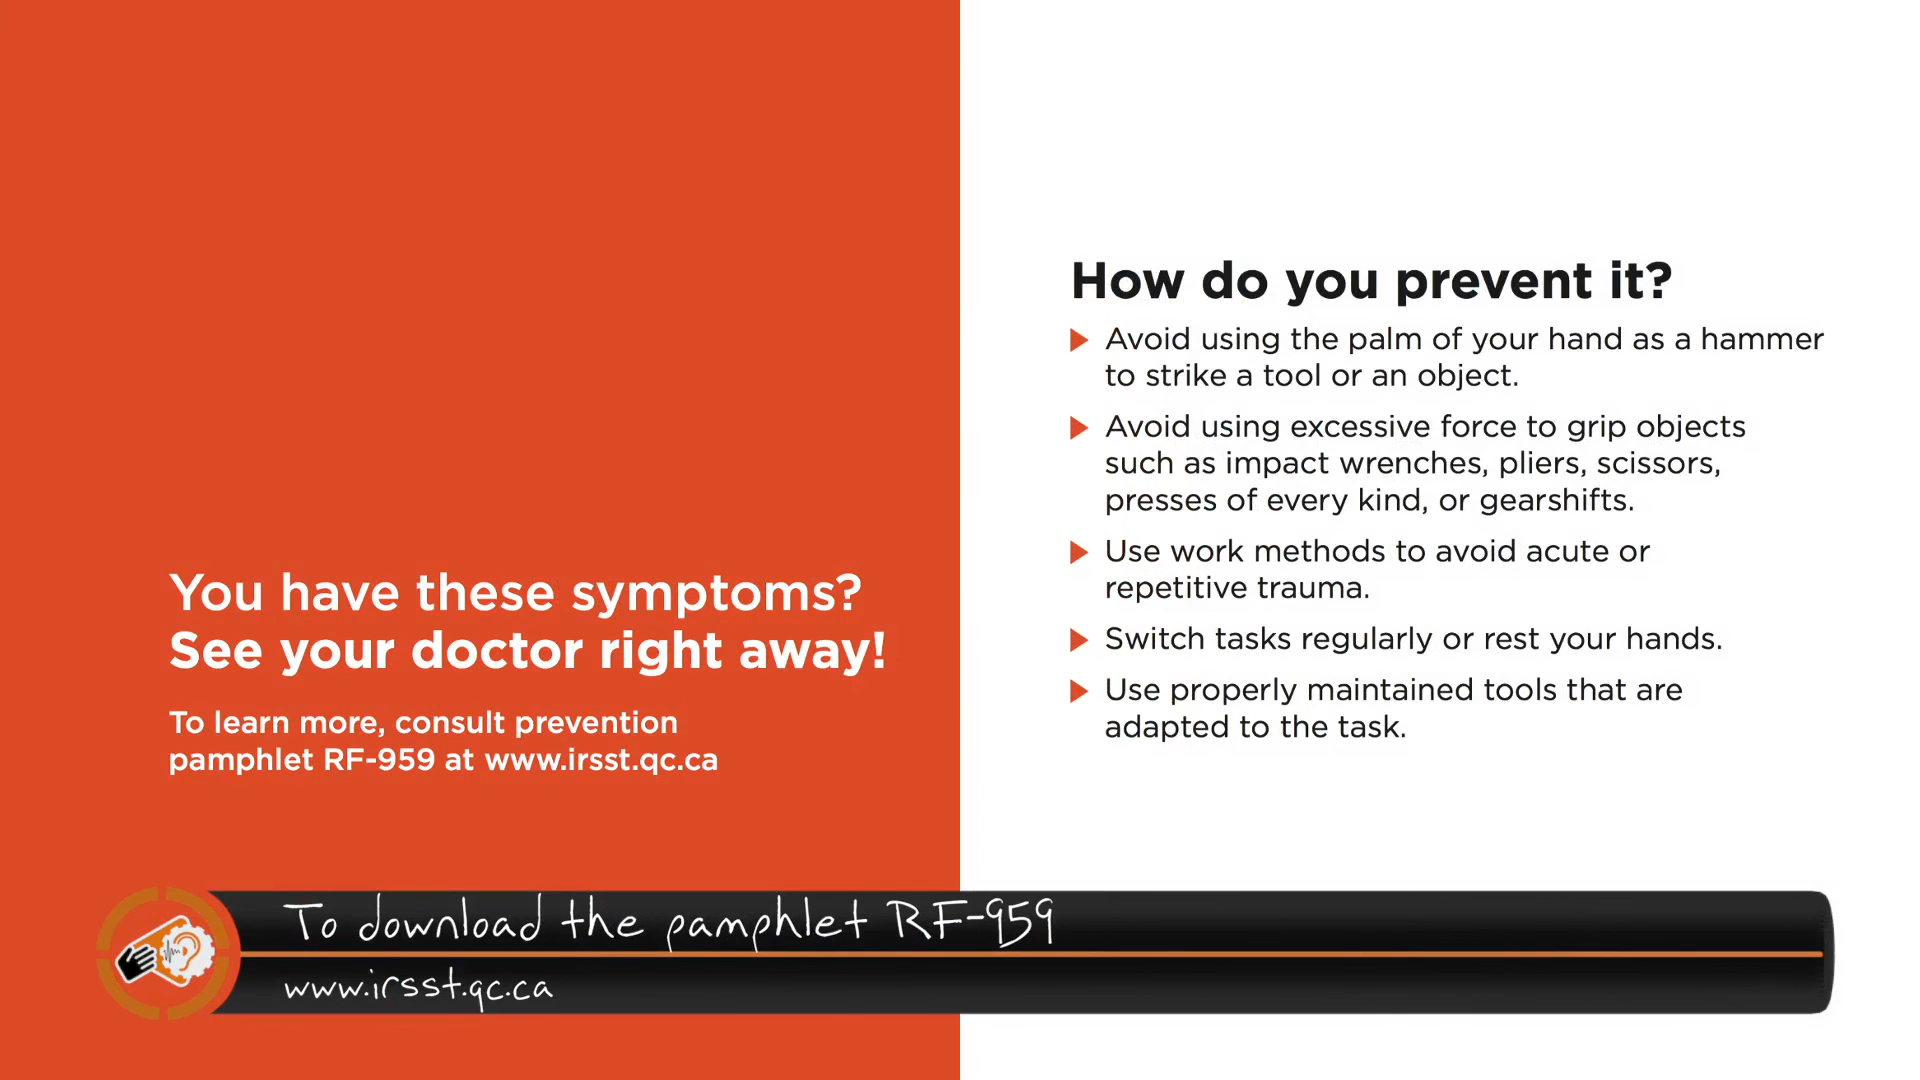 You have these symptoms?
See your doctor right away!
To learn more, consult prevention
pamphlet RF-959 at www.irsst.qc.ca
How do you prevent it?
Avoid using the palm of your hand as a hammer
to strike a tool or an object.
Avoid using excessive force to grip objects
such as impact wrenches, pliers, scissors,
presses of every kind, or gearshifts.
Use work methods to avoid acute or
repetitive trauma.
Switch tasks regularly or rest your hands.
Use properly maintained tools that are
adapted to the task.
To download the pamphlet RF-959
www.irsst.qc.ca